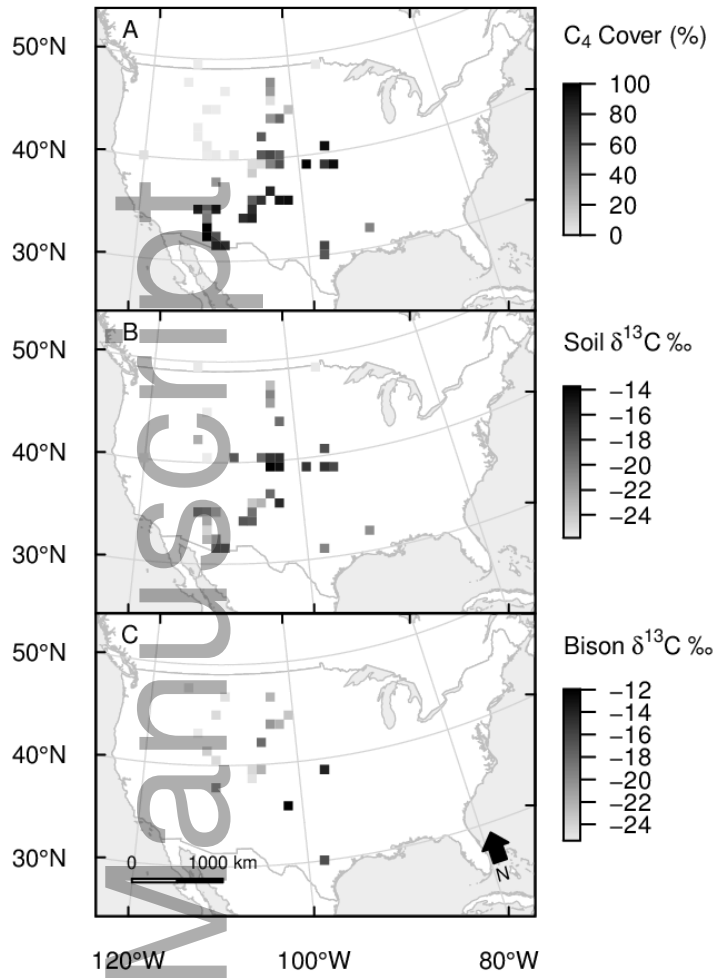 A
50°N
40°N
30°N
C₄ Cover (%)
100
80
60
40
20
0
B
50°N
40°N
30°N
Soil δ¹³C ‰
−14
−16
−18
−20
−22
−24
C
50°N
40°N
30°N
0 1000 km
N
Bison δ¹³C ‰
−12
−14
−16
−18
−20
−22
−24
120°W 100°W 80°W
Manuscript